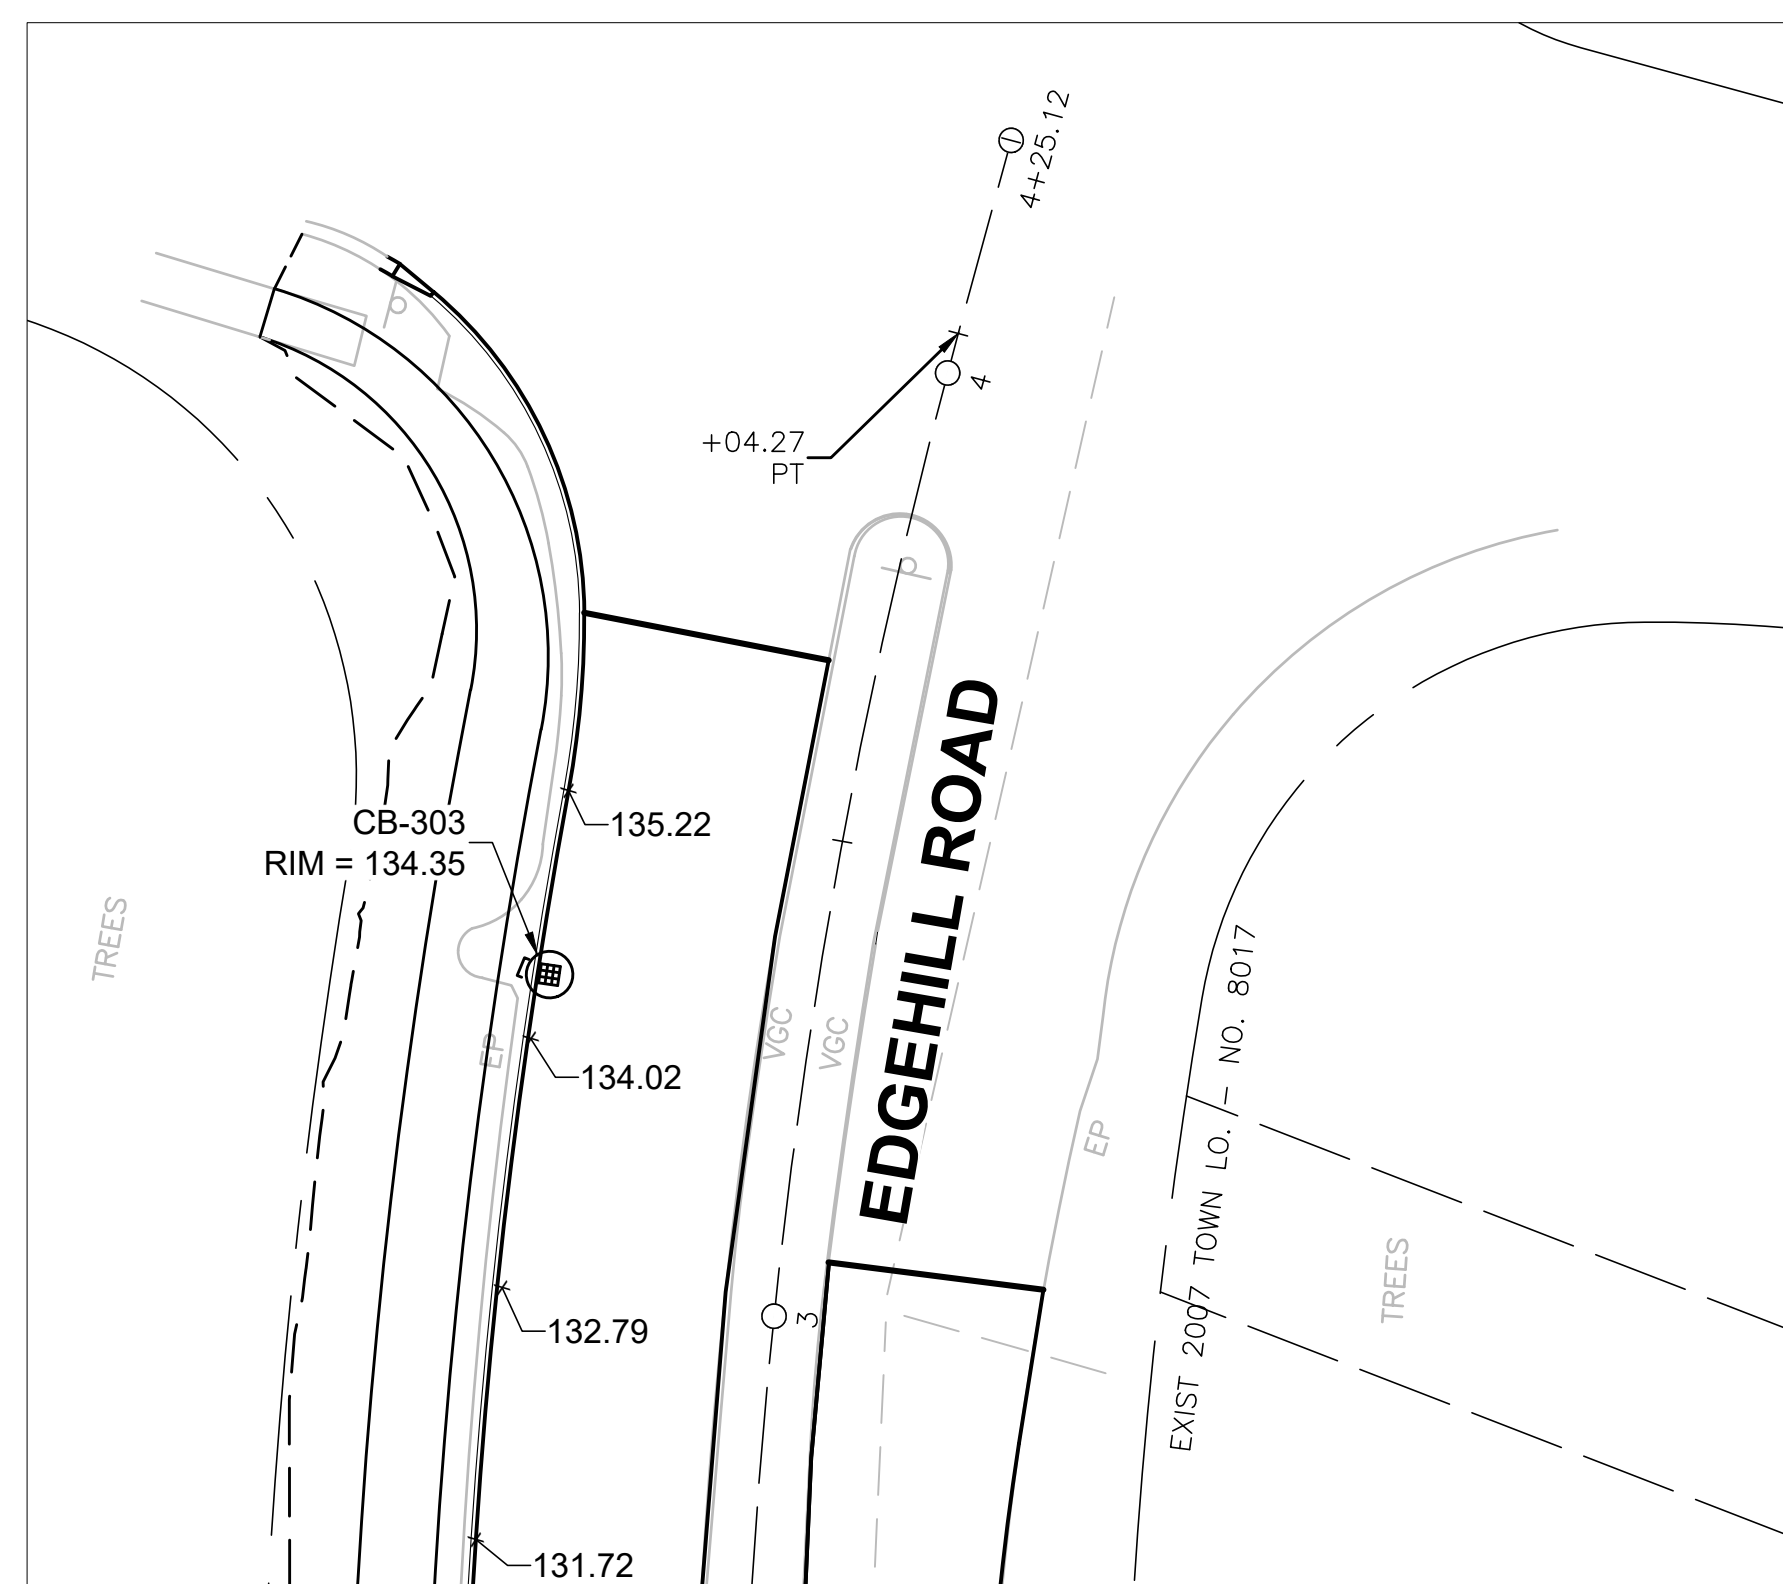 4+25.12
4
+04.27
PT
EDGEHILL ROAD
CB-303
RIM = 134.35
135.22
TREES
EP
134.02
VGC
VGC
EP
EXIST 2007 TOWN LO. – NO. 8017
TREES
3
132.79
131.72